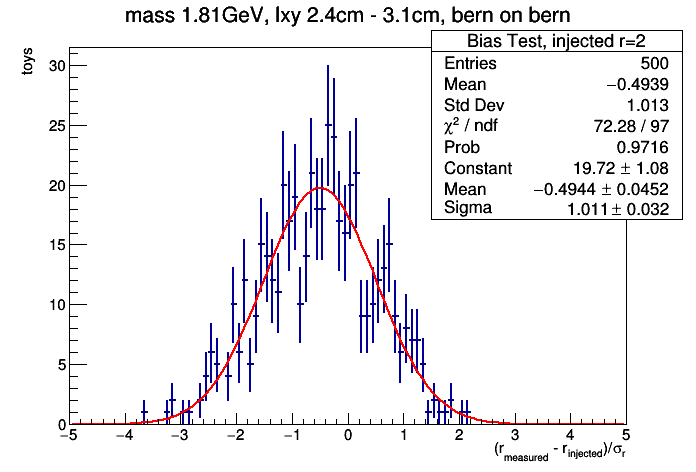 mass 1.81GeV, lxy 2.4cm - 3.1cm, bern on bern
Bias Test, injected r=2
Entries 500
Mean −0.4939
Std Dev 1.013
χ² / ndf 72.28 / 97
Prob 0.9716
Constant 19.72 ± 1.08
Mean −0.4944 ± 0.0452
Sigma 1.011 ± 0.032
toys
30
25
20
15
10
5
0
−5 −4 −3 −2 −1 0 1 2 3 4 5
(r_measured - r_injected)/σ_r